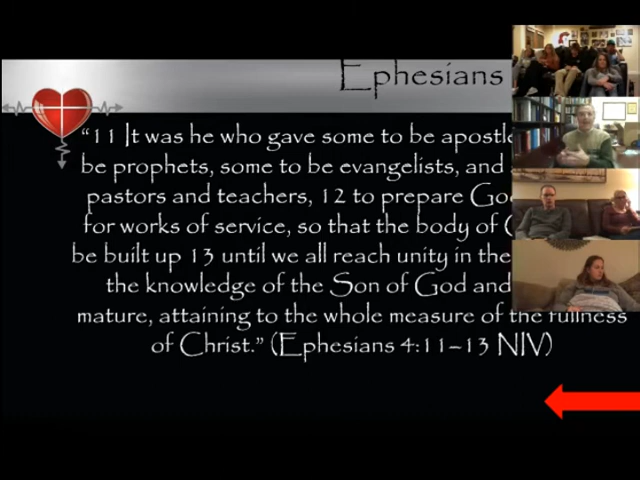 Ephesians
“11 It was he who gave some to be
be prophets, some to be evangelists, and
pastors and teachers, 12 to prepare
for works of service, so that the body of
be built up 13 until we all reach unity in the
the knowledge of the Son of God and
mature, attaining to the whole measure of the fullness
of Christ.” (Ephesians 4:11–13 NIV)